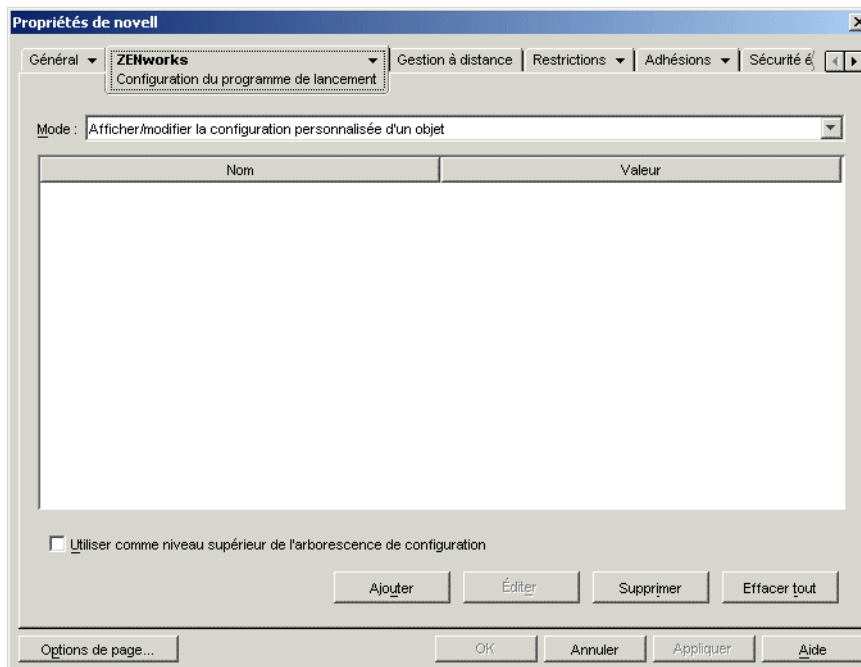 Propriétés de novell
Général ZENworks Gestion à distance Restrictions Adhésions Sécurité é
Configuration du programme de lancement
Mode : Afficher/modifier la configuration personnalisée d'un objet
Nom Valeur
Utiliser comme niveau supérieur de l'arborescence de configuration
Ajouter Éditer Supprimer Effacer tout
Options de page... OK Annuler Appliquer Aide